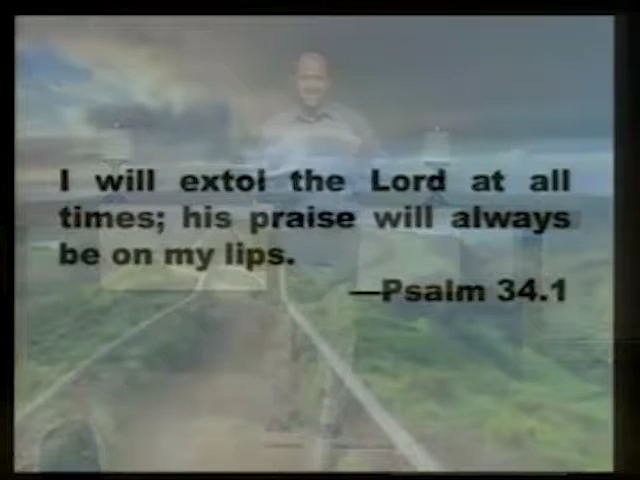 I will extol the Lord at all
times; his praise will always
be on my lips.
—Psalm 34.1